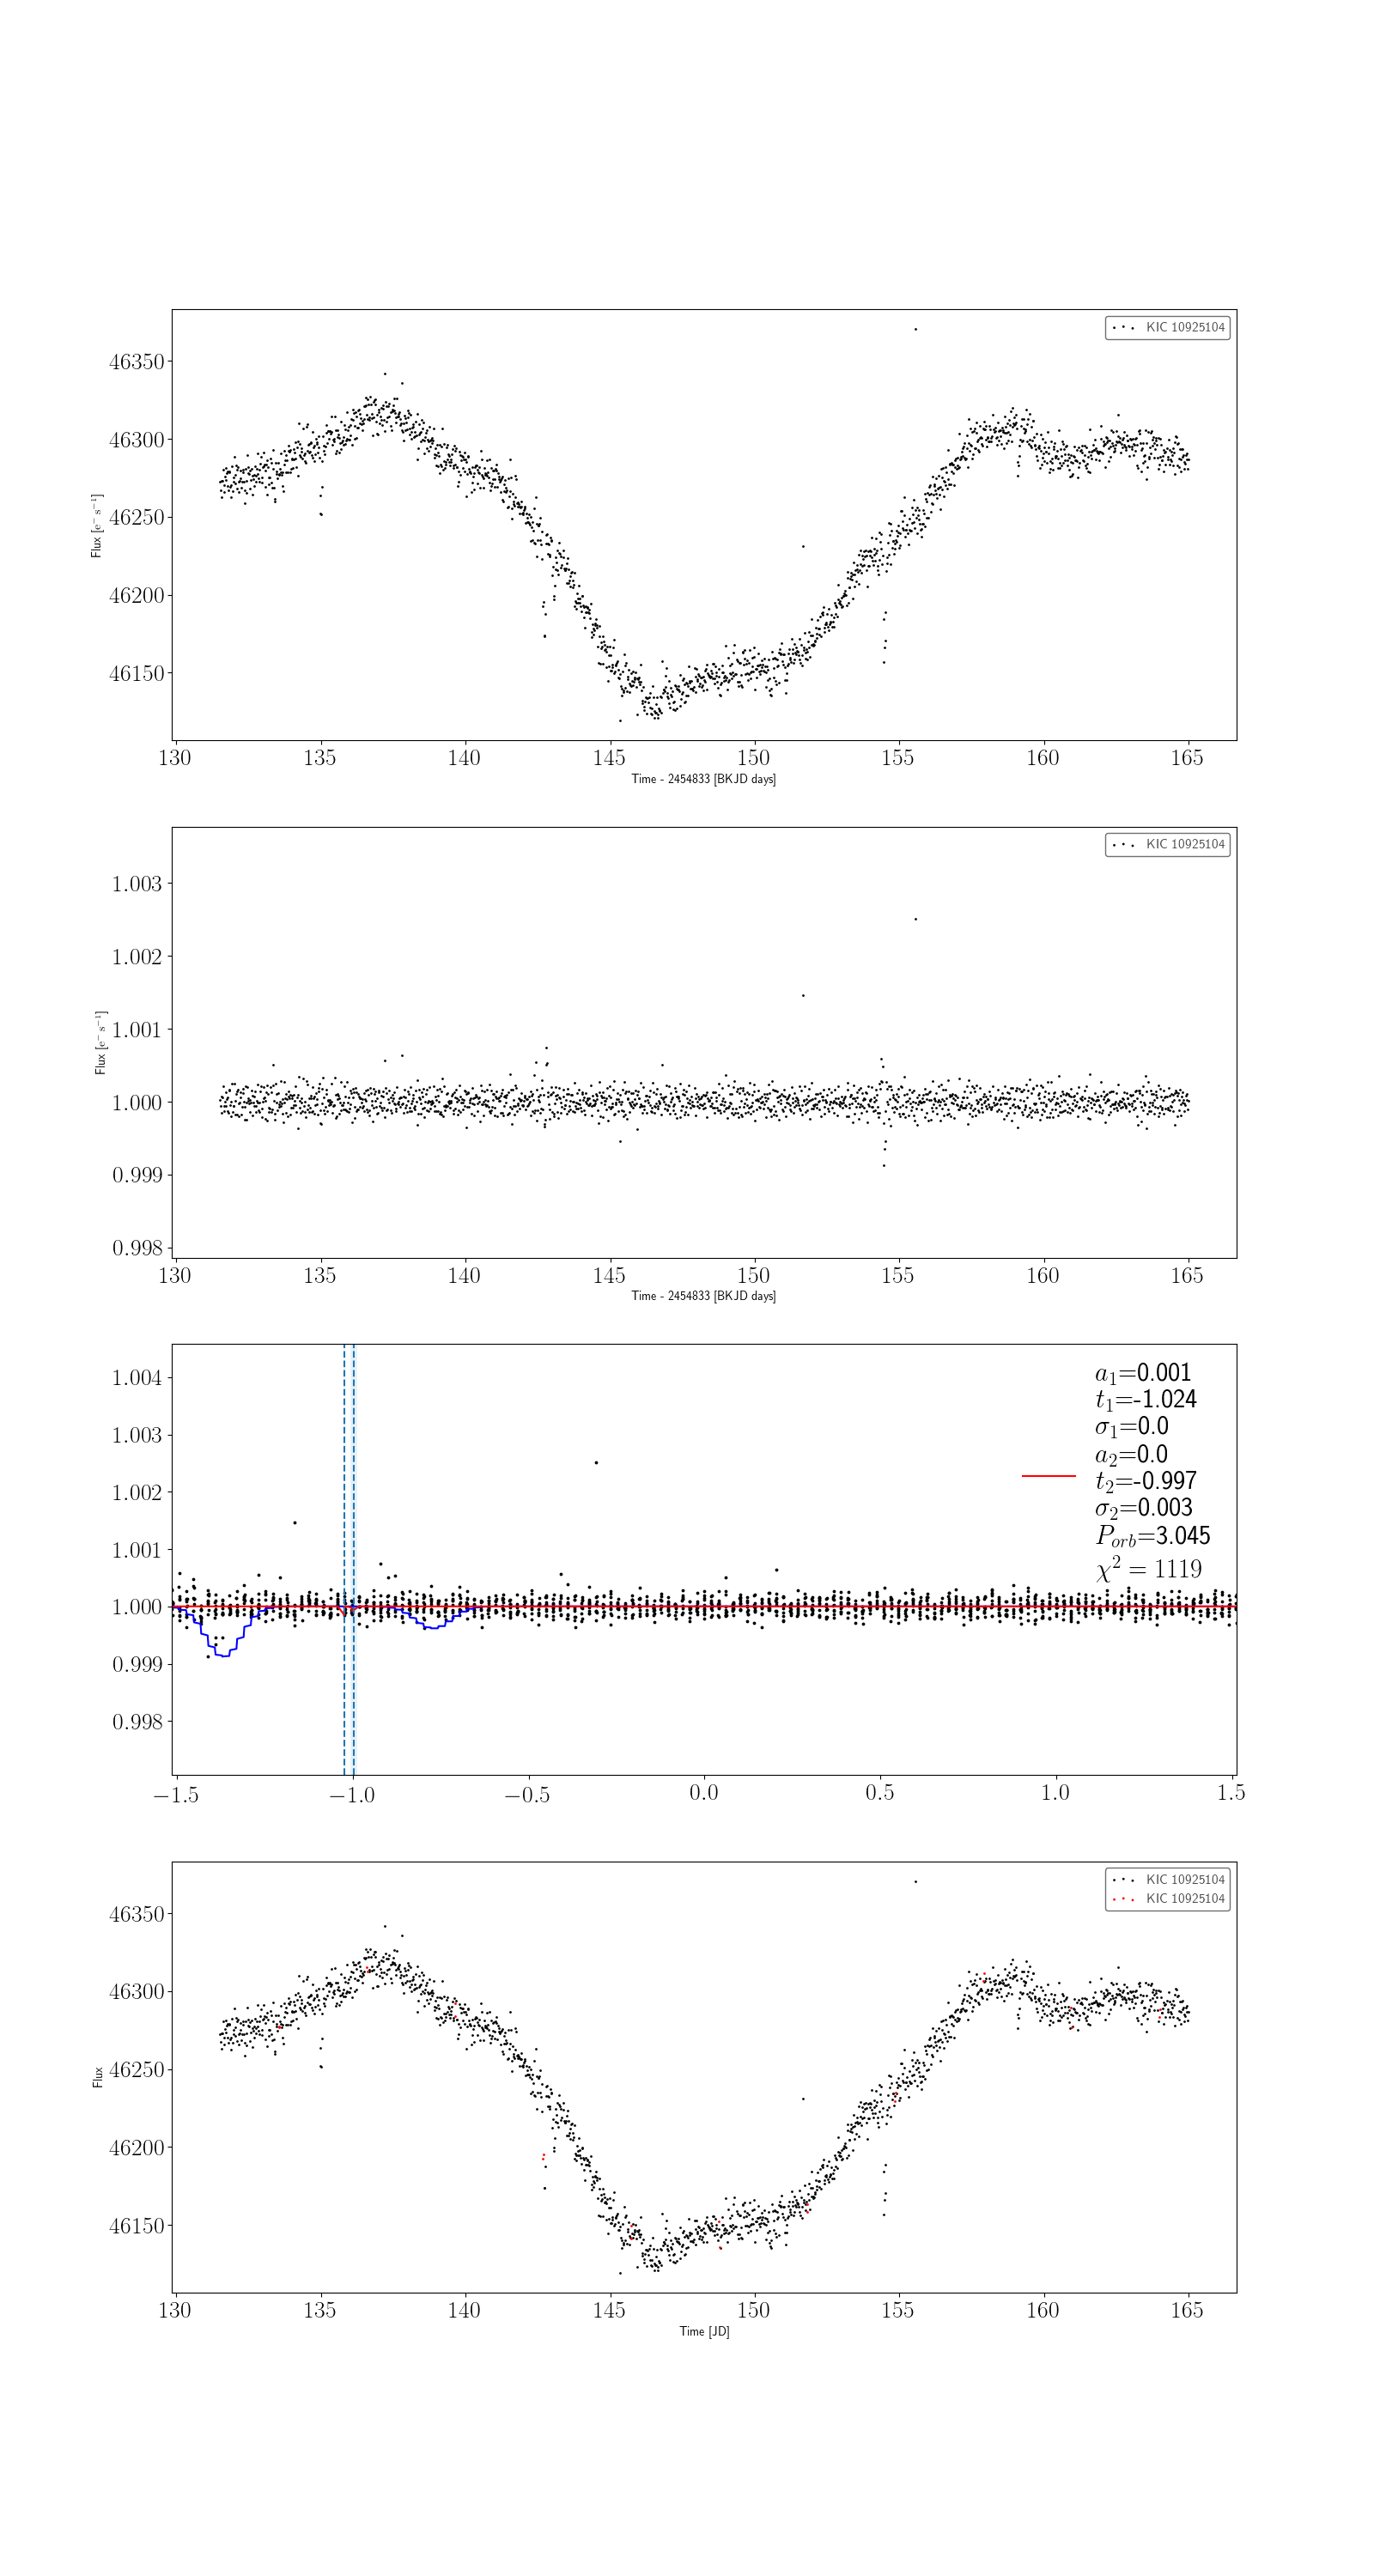 KIC 10925104
46350
46300
46250
46200
46150
Flux [e⁻ s⁻¹]
130 135 140 145 150 155 160 165
Time - 2454833 [BKJD days]
KIC 10925104
1.003
1.002
1.001
1.000
0.999
0.998
Flux [e⁻ s⁻¹]
130 135 140 145 150 155 160 165
Time - 2454833 [BKJD days]
1.004
1.003
1.002
1.001
1.000
0.999
0.998
a₁=0.001
t₁=-1.024
σ₁=0.0
a₂=0.0
t₂=-0.997
σ₂=0.003
P_orb=3.045
χ² = 1119
−1.5 −1.0 −0.5 0.0 0.5 1.0 1.5
KIC 10925104
KIC 10925104
46350
46300
46250
46200
46150
Flux
130 135 140 145 150 155 160 165
Time [JD]